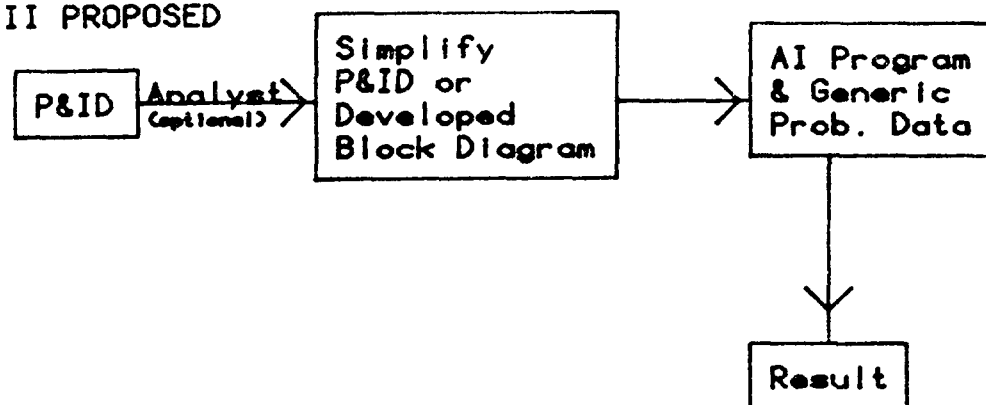 II PROPOSED
P&ID
Analyst
(optional)
Simplify
P&ID or
Developed
Block Diagram
AI Program
& Generic
Prob. Data
Result